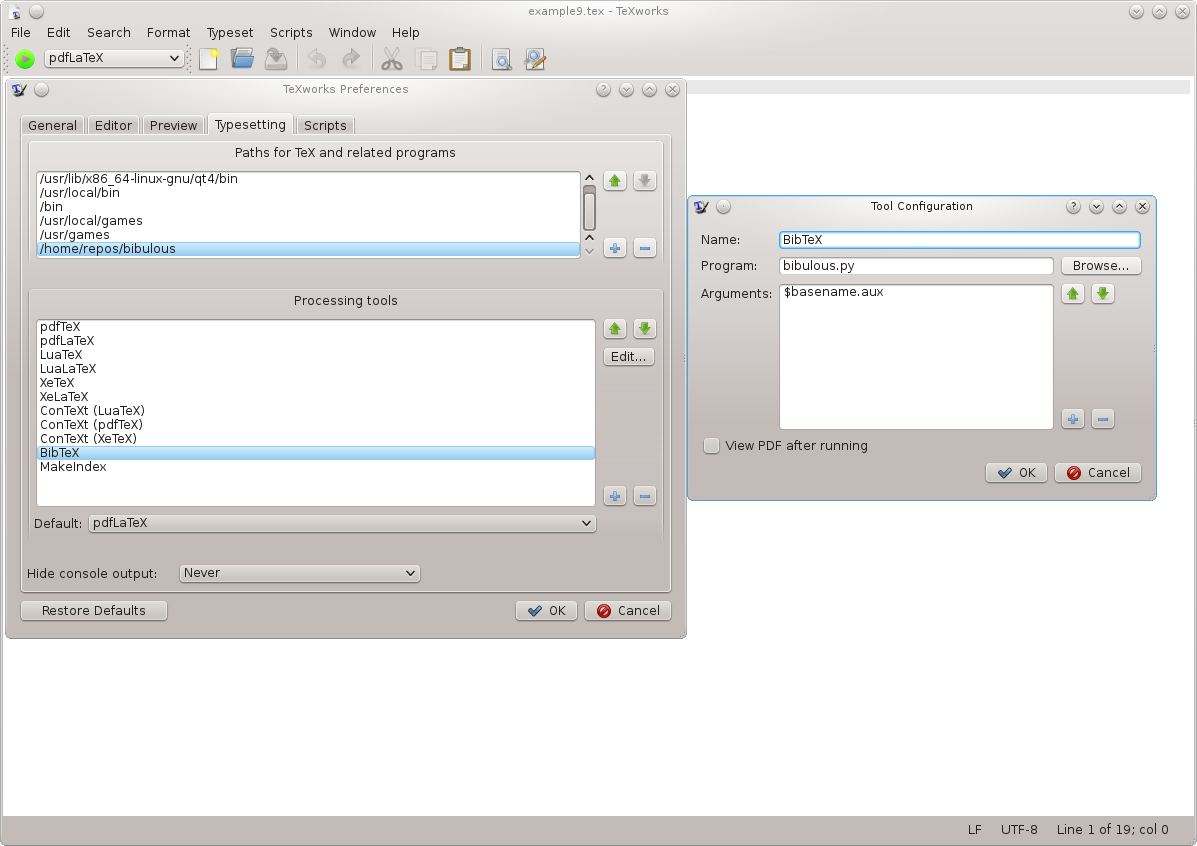 example9.tex - TeXworks
File Edit Search Format Typeset Scripts Window Help
pdfLaTeX
TeXworks Preferences
General Editor Preview Typesetting Scripts
Paths for TeX and related programs
/usr/lib/x86_64-linux-gnu/qt4/bin
/usr/local/bin
/bin
/usr/local/games
/usr/games
/home/repos/bibulous
Processing tools
pdfTeX
pdfLaTeX
LuaTeX
LuaLaTeX
XeTeX
XeLaTeX
ConTeXt (LuaTeX)
ConTeXt (pdfTeX)
ConTeXt (XeTeX)
BibTeX
MakeIndex
Edit...
Default: pdfLaTeX
Hide console output: Never
Restore Defaults OK Cancel
Tool Configuration
Name: BibTeX
Program: bibulous.py Browse...
Arguments: $basename.aux
View PDF after running
OK Cancel
LF UTF-8 Line 1 of 19; col 0